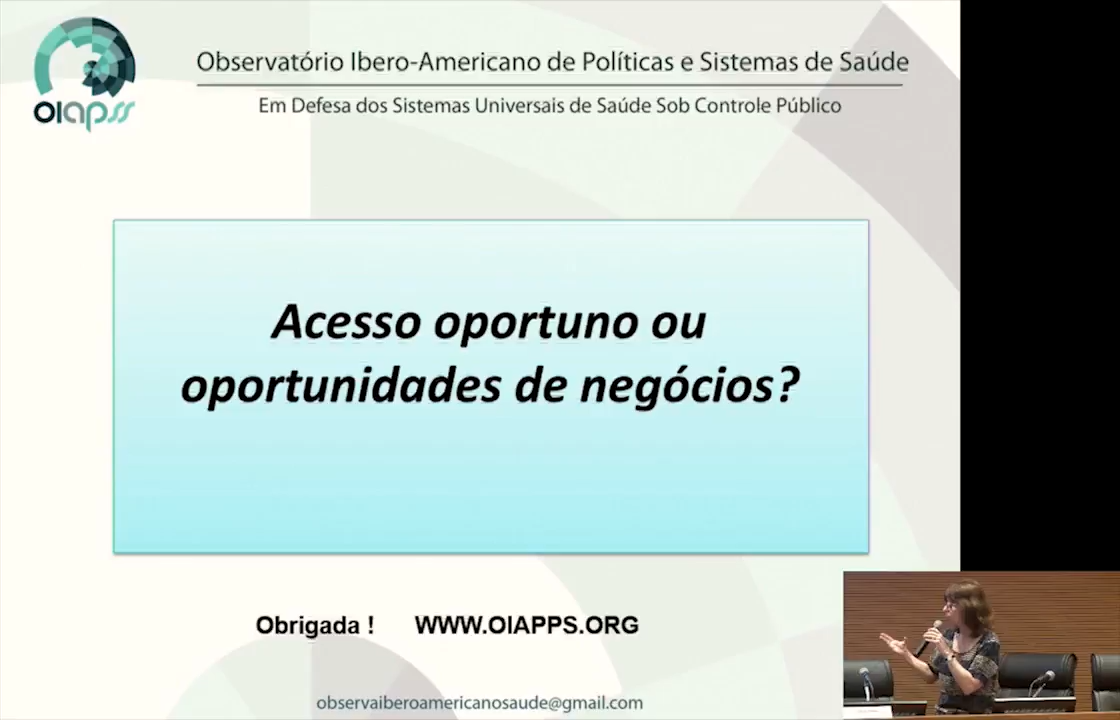 Observatório Ibero-Americano de Políticas e Sistemas de Saúde
Em Defesa dos Sistemas Universais de Saúde Sob Controle Público
OIAPSS
Acesso oportuno ou
oportunidades de negócios?
Obrigada ! WWW.OIAPPS.ORG
observaiberoamericanosaude@gmail.com